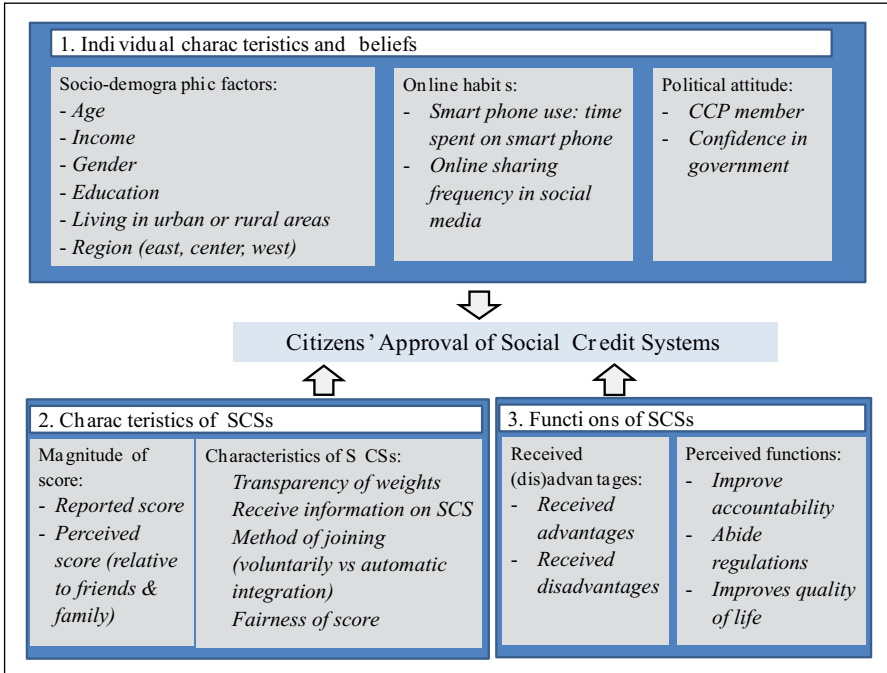 1. Individual characteristics and beliefs
Socio-demographic factors:
- Age
- Income
- Gender
- Education
- Living in urban or rural areas
- Region (east, center, west)
Online habits:
- Smart phone use: time
spent on smart phone
- Online sharing
frequency in social
media
Political attitude:
- CCP member
- Confidence in
government
Citizens' Approval of Social Credit Systems
2. Characteristics of SCSs
Magnitude of
score:
- Reported score
- Perceived
score (relative
to friends &
family)
Characteristics of SCSs:
Transparency of weights
Receive information on SCS
Method of joining
(voluntarily vs automatic
integration)
Fairness of score
3. Functions of SCSs
Received
(dis)advantages:
- Received
advantages
- Received
disadvantages
Perceived functions:
- Improve
accountability
- Abide
regulations
- Improves quality
of life